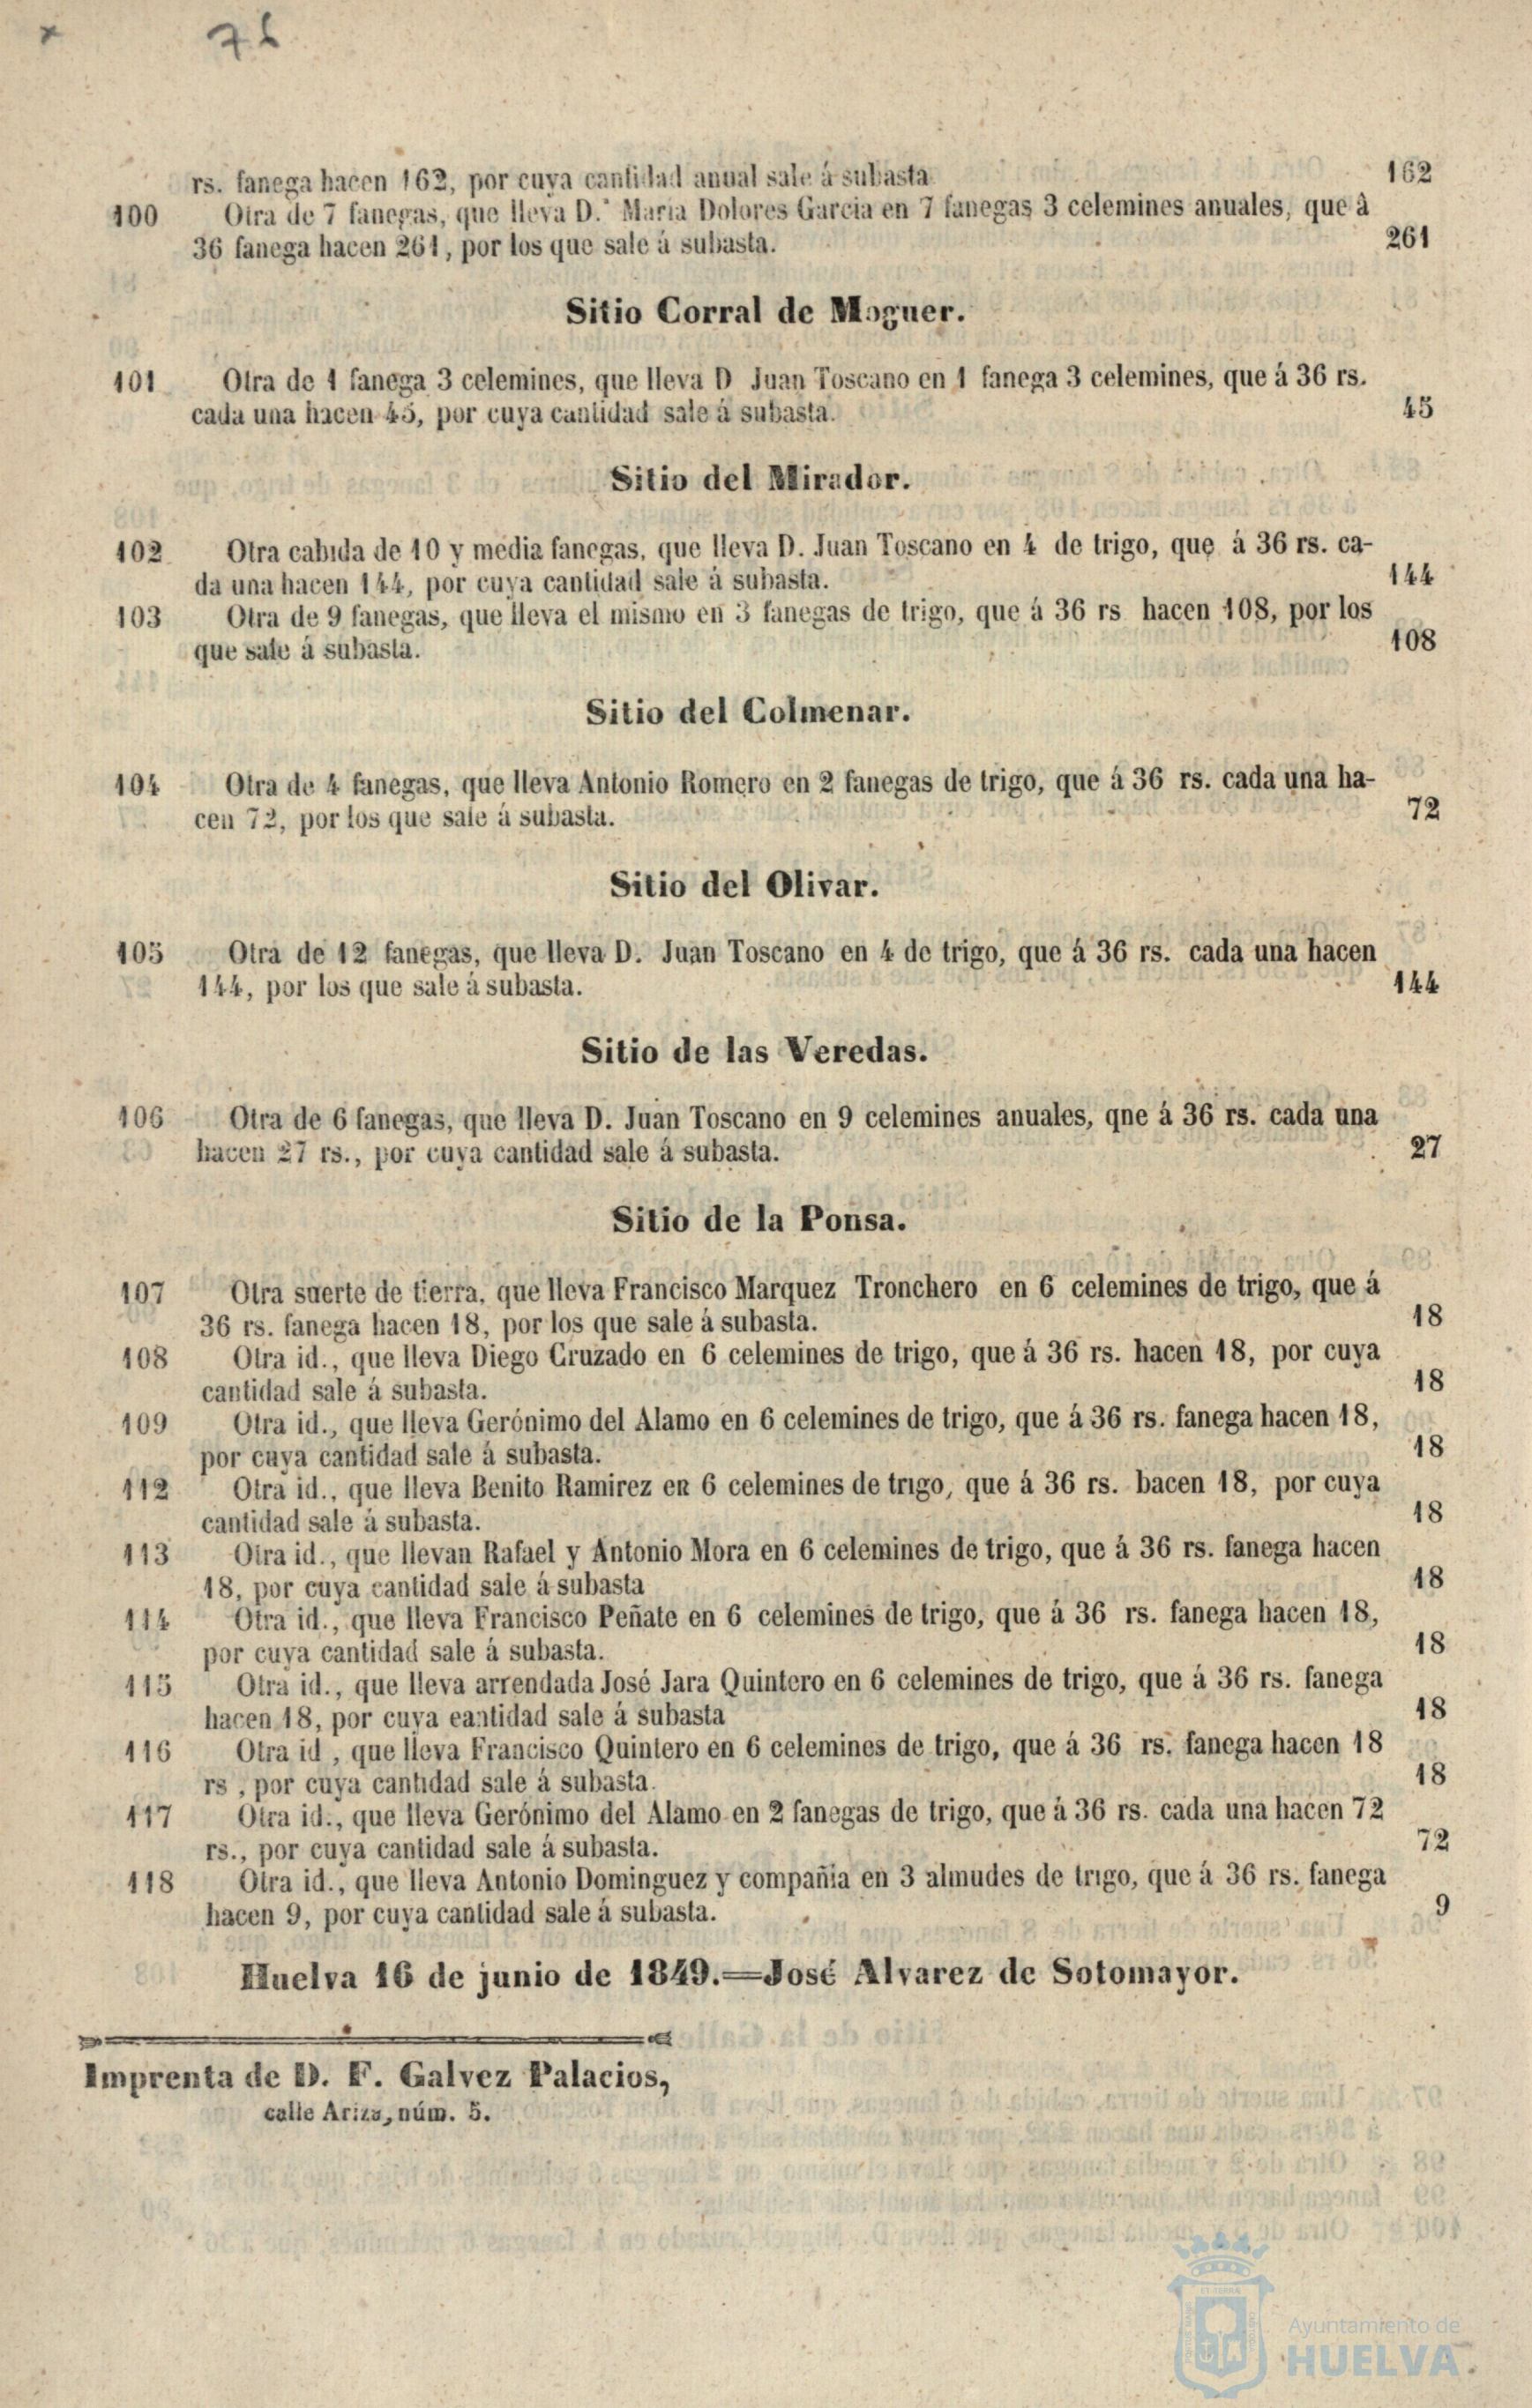 76
rs. fanega hacen 162, por cuya cantidad anual sale á subasta 162
100 Otra de 7 fanegas, que lleva D.ª Maria Dolores Garcia en 7 fanegas 3 celemines anuales, que à
36 fanega hacen 261, por los que sale á subasta. 261
Sitio Corral de Moguer.
101 Otra de 1 fanega 3 celemines, que lleva D Juan Toscano en 1 fanega 3 celemines, que à 36 rs.
cada una hacen 45, por cuya cantidad sale á subasta. 45
Sitio del Mirador.
102 Otra cabida de 10 y media fanegas, que lleva D. Juan Toscano en 4 de trigo, que à 36 rs. ca-
da una hacen 144, por cuya cantidad sale á subasta. 144
103 Otra de 9 fanegas, que lleva el mismo en 3 fanegas de trigo, que á 36 rs hacen 108, por los
que sale á subasta. 108
Sitio del Colmenar.
104 Otra de 4 fanegas, que lleva Antonio Romero en 2 fanegas de trigo, que á 36 rs. cada una ha-
cen 72, por los que sale á subasta. 72
Sitio del Olivar.
105 Otra de 12 fanegas, que lleva D. Juan Toscano en 4 de trigo, que á 36 rs. cada una hacen
144, por los que sale á subasta. 144
Sitio de las Veredas.
106 Otra de 6 fanegas, que lleva D. Juan Toscano en 9 celemines anuales, qne á 36 rs. cada una
hacen 27 rs., por cuya cantidad sale á subasta. 27
Sitio de la Ponsa.
107 Otra suerte de tierra, que lleva Francisco Marquez Tronchero en 6 celemines de trigo, que á
36 rs. fanega hacen 18, por los que sale á subasta. 18
108 Otra id., que lleva Diego Cruzado en 6 celemines de trigo, que á 36 rs. hacen 18, por cuya
cantidad sale á subasta. 18
109 Otra id., que lleva Gerónimo del Alamo en 6 celemines de trigo, que á 36 rs. fanega hacen 18,
por cuya cantidad sale á subasta. 18
112 Otra id., que lleva Benito Ramirez en 6 celemines de trigo, que á 36 rs. bacen 18, por cuya
cantidad sale á subasta. 18
113 Otra id., que llevan Rafael y Antonio Mora en 6 celemines de trigo, que á 36 rs. fanega hacen
18, por cuya cantidad sale á subasta 18
114 Otra id., que lleva Francisco Peñate en 6 celemines de trigo, que á 36 rs. fanega hacen 18,
por cuya cantidad sale á subasta. 18
115 Otra id., que lleva arrendada José Jara Quintero en 6 celemines de trigo, que á 36 rs. fanega
hacen 18, por cuya eantidad sale á subasta 18
116 Otra id , que lleva Francisco Quintero en 6 celemines de trigo, que á 36 rs. fanega hacen 18
rs , por cuya cantidad sale á subasta. 18
117 Otra id., que lleva Gerónimo del Alamo en 2 fanegas de trigo, que á 36 rs. cada una hacen 72
rs., por cuya cantidad sale á subasta. 72
118 Otra id., que lleva Antonio Dominguez y compañia en 3 almudes de trigo, que á 36 rs. fanega
hacen 9, por cuya cantidad sale á subasta. 9
Huelva 16 de junio de 1849.=José Alvarez de Sotomayor.
Imprenta de D. F. Galvez Palacios,
calle Ariza, núm. 5.
Ayuntamiento de
HUELVA